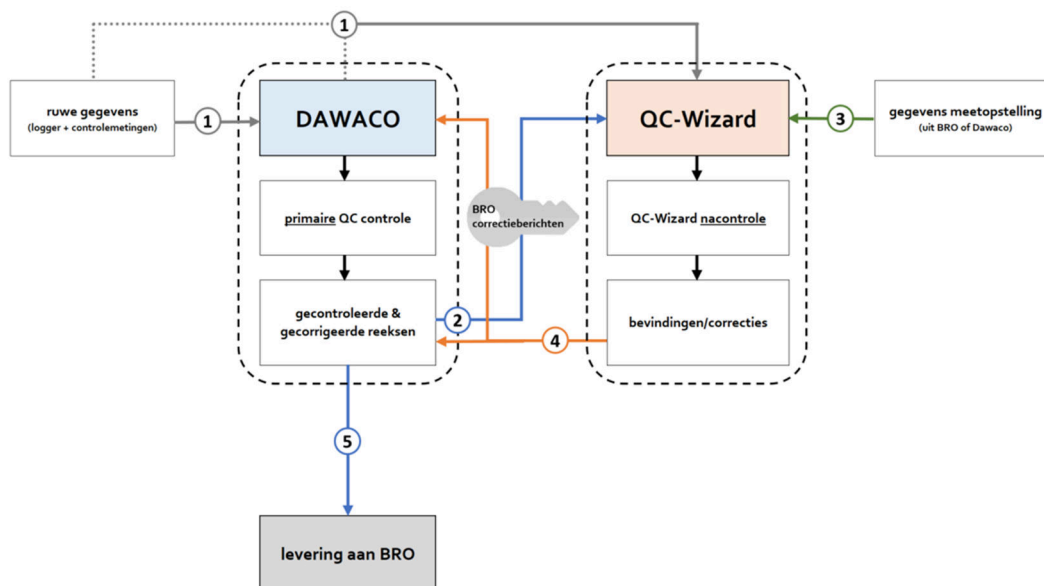 1
ruwe gegevens
(logger + controlemetingen)
1
DAWACO
QC-Wizard
3
gegevens meetopstelling
(uit BRO of Dawaco)
primaire QC controle
BRO
correctieberichten
QC-Wizard nacontrole
gecontroleerde &
gecorrigeerde reeksen
2
4
bevindingen/correcties
5
levering aan BRO